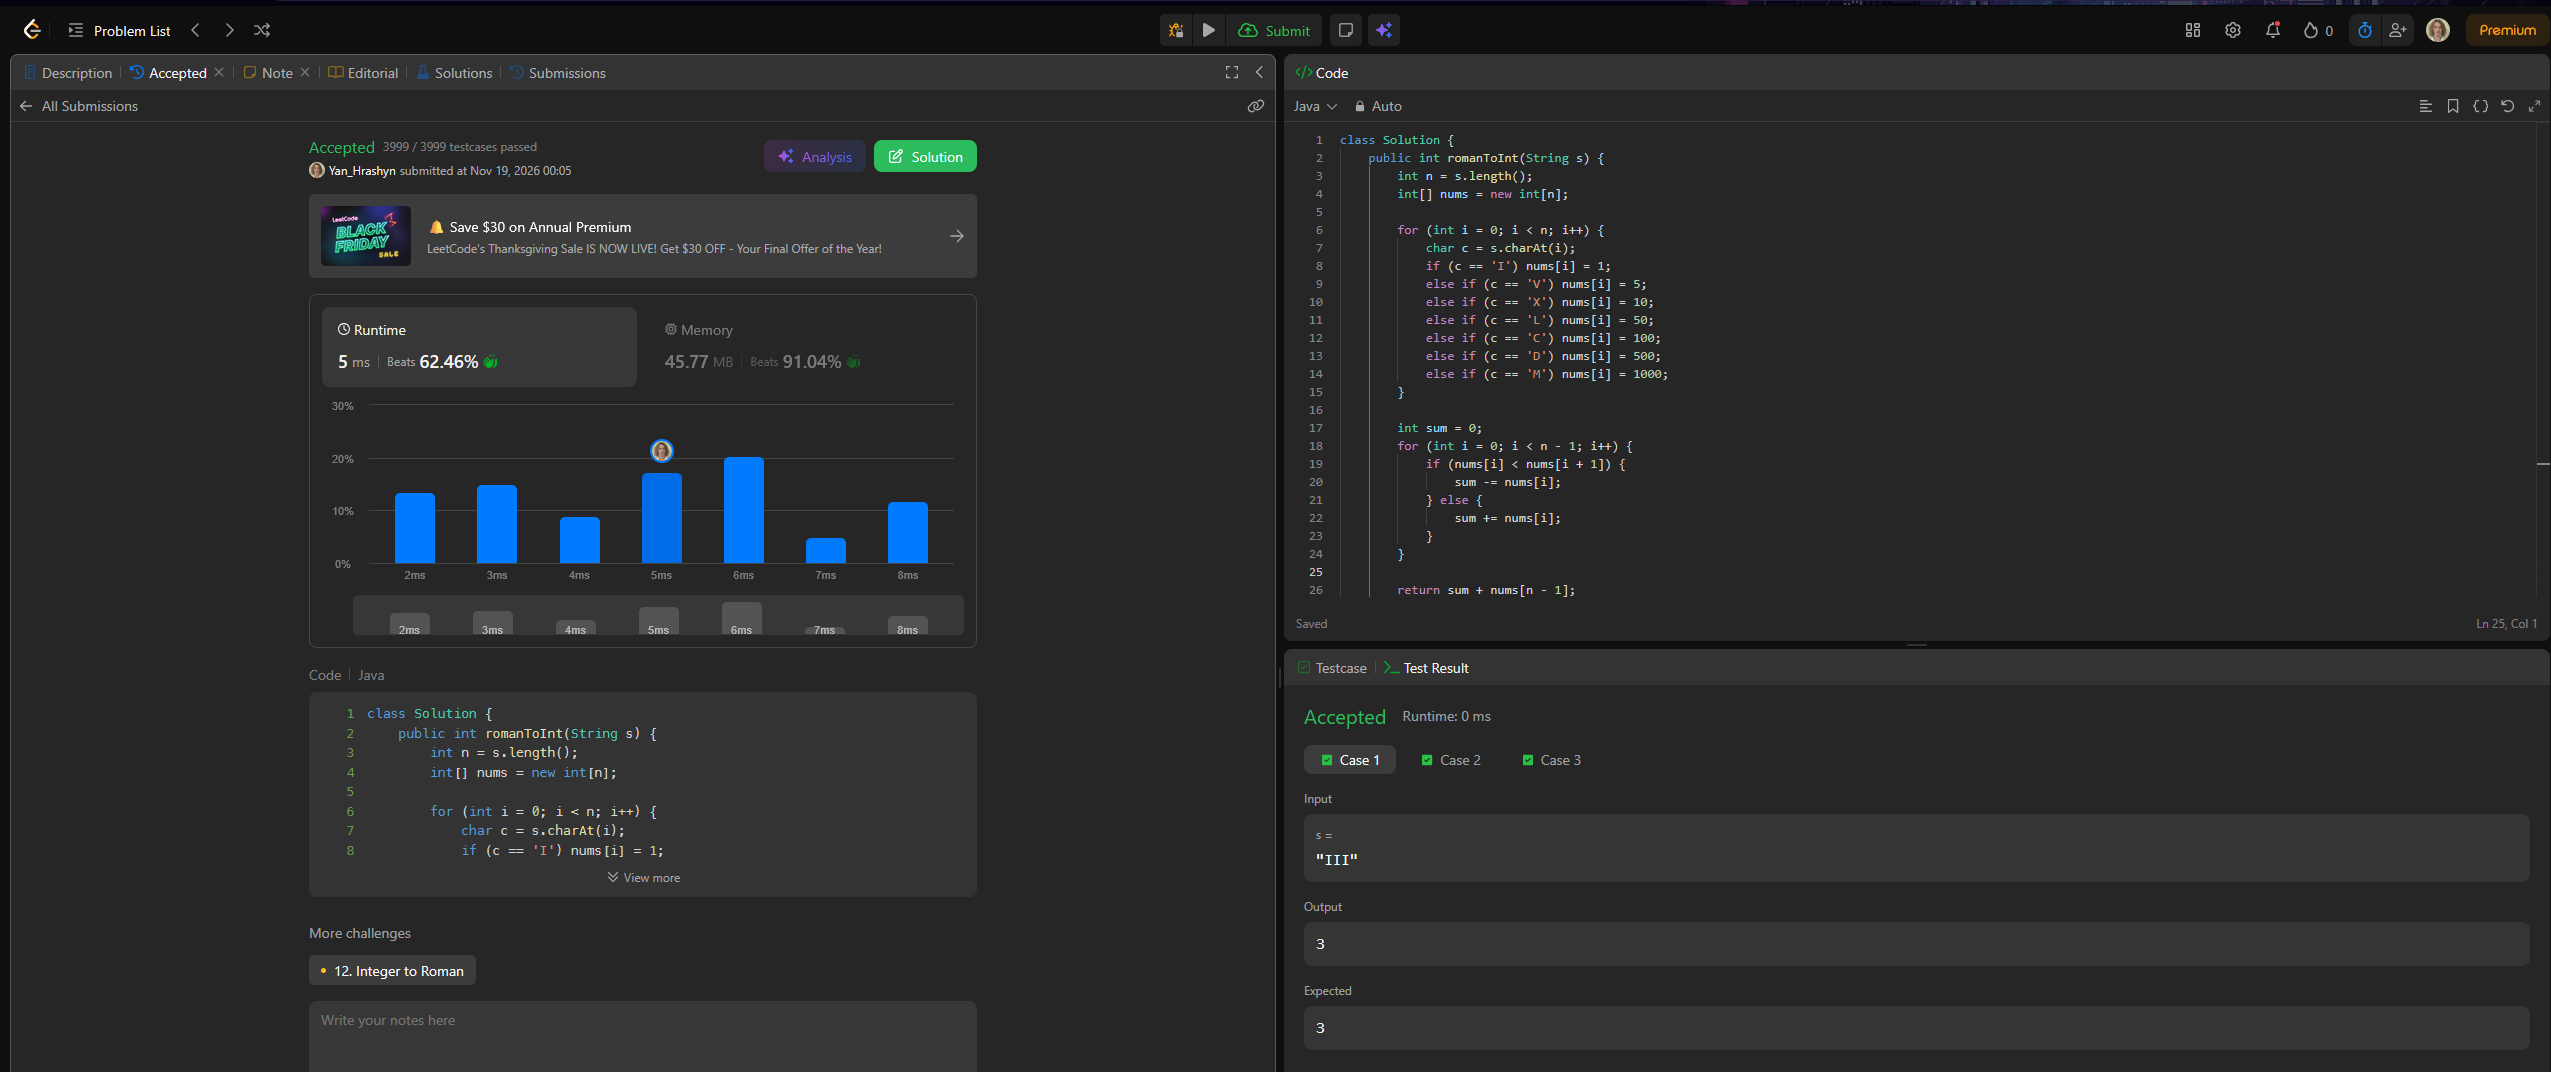 Problem List
Submit
0
Premium
Description
Accepted
Note
Editorial
Solutions
Submissions
All Submissions
Accepted 3999 / 3999 testcases passed
Yan_Hrashyn submitted at Nov 19, 2026 00:05
Analysis
Solution
LeetCode
BLACK
FRIDAY
SALE
Save $30 on Annual Premium
LeetCode's Thanksgiving Sale IS NOW LIVE! Get $30 OFF - Your Final Offer of the Year!
Runtime
5 ms Beats 62.46%
Memory
45.77 MB Beats 91.04%
30%
20%
10%
0%
2ms 3ms 4ms 5ms 6ms 7ms 8ms
2ms 3ms 4ms 5ms 6ms 7ms 8ms
Code Java
1 class Solution {
2 public int romanToInt(String s) {
3 int n = s.length();
4 int[] nums = new int[n];
5
6 for (int i = 0; i < n; i++) {
7 char c = s.charAt(i);
8 if (c == 'I') nums[i] = 1;
View more
More challenges
12. Integer to Roman
Write your notes here
Code
Java Auto
1 class Solution {
2 public int romanToInt(String s) {
3 int n = s.length();
4 int[] nums = new int[n];
5
6 for (int i = 0; i < n; i++) {
7 char c = s.charAt(i);
8 if (c == 'I') nums[i] = 1;
9 else if (c == 'V') nums[i] = 5;
10 else if (c == 'X') nums[i] = 10;
11 else if (c == 'L') nums[i] = 50;
12 else if (c == 'C') nums[i] = 100;
13 else if (c == 'D') nums[i] = 500;
14 else if (c == 'M') nums[i] = 1000;
15 }
16
17 int sum = 0;
18 for (int i = 0; i < n - 1; i++) {
19 if (nums[i] < nums[i + 1]) {
20 sum -= nums[i];
21 } else {
22 sum += nums[i];
23 }
24 }
25
26 return sum + nums[n - 1];
Saved
Ln 25, Col 1
Testcase
Test Result
Accepted Runtime: 0 ms
Case 1
Case 2
Case 3
Input
s =
"III"
Output
3
Expected
3